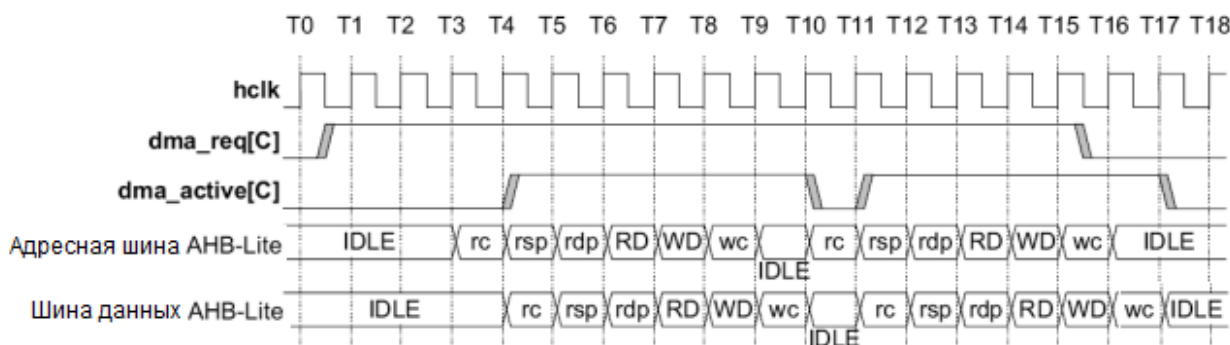 T0 T1 T2 T3 T4 T5 T6 T7 T8 T9 T10 T11 T12 T13 T14 T15 T16 T17 T18
hclk
dma_req[C]
dma_active[C]
Адресная шина AHB-Lite IDLE rc rsp rdp RD WD wc IDLE rc rsp rdp RD WD wc IDLE
Шина данных AHB-Lite IDLE rc rsp rdp RD WD wc IDLE rc rsp rdp RD WD wc IDLE